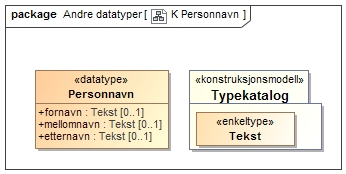 package Andre datatyper [ K Personnavn ]
«datatype»
Personnavn
+fornavn : Tekst [0..1]
+mellomnavn : Tekst [0..1]
+etternavn : Tekst [0..1]
«konstruksjonsmodell»
Typekatalog
«enkeltype»
Tekst